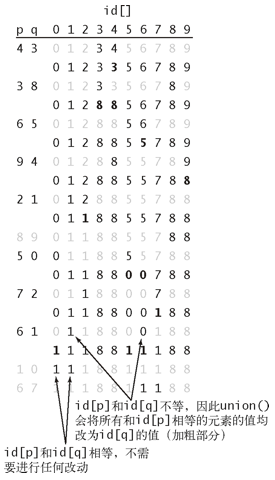 id[]
p q 0 1 2 3 4 5 6 7 8 9
4 3 0 1 2 3 4 5 6 7 8 9
0 1 2 3 3 5 6 7 8 9
3 8 0 1 2 3 3 5 6 7 8 9
0 1 2 8 8 5 6 7 8 9
6 5 0 1 2 8 8 5 6 7 8 9
0 1 2 8 8 5 5 7 8 9
9 4 0 1 2 8 8 5 5 7 8 9
0 1 2 8 8 5 5 7 8 8
2 1 0 1 2 8 8 5 5 7 8 8
0 1 1 8 8 5 5 7 8 8
8 9 0 1 1 8 8 5 5 7 8 8
5 0 0 1 1 8 8 5 5 7 8 8
0 1 1 8 8 0 0 7 8 8
7 2 0 1 1 8 8 0 0 7 8 8
0 1 1 8 8 0 0 1 8 8
6 1 0 1 1 8 8 0 0 1 8 8
1 1 1 8 8 1 1 1 8 8
1 0 1 1 1 8 8 1 1 1 8 8
6 7 1 1 1 8 8 1 1 1 8 8
id[p]和id[q]不等，因此union()
会将所有和id[p]相等的元素的值均
改为id[q]的值（加粗部分）
id[p]和id[q]相等，不需
要进行任何改动